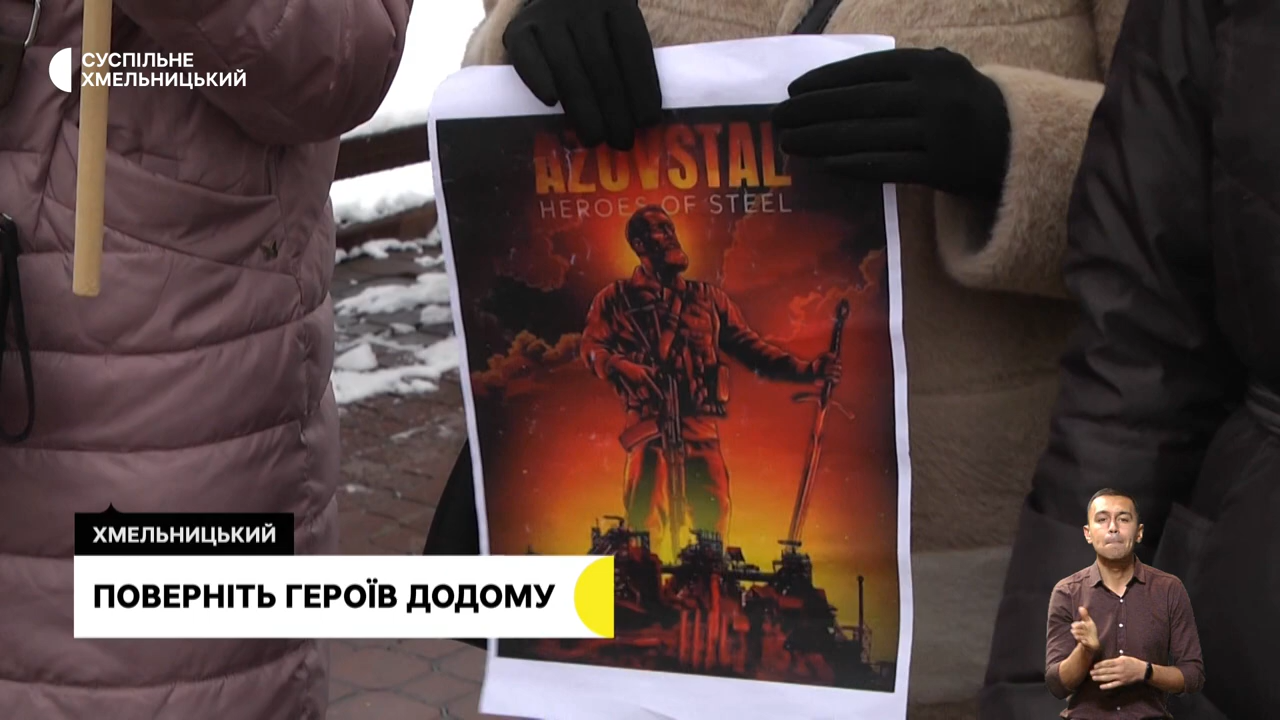 СУСПІЛЬНЕ
ХМЕЛЬНИЦЬКИЙ
AZOVSTAL
HEROES OF STEEL
ХМЕЛЬНИЦЬКИЙ
ПОВЕРНІТЬ ГЕРОЇВ ДОДОМУ